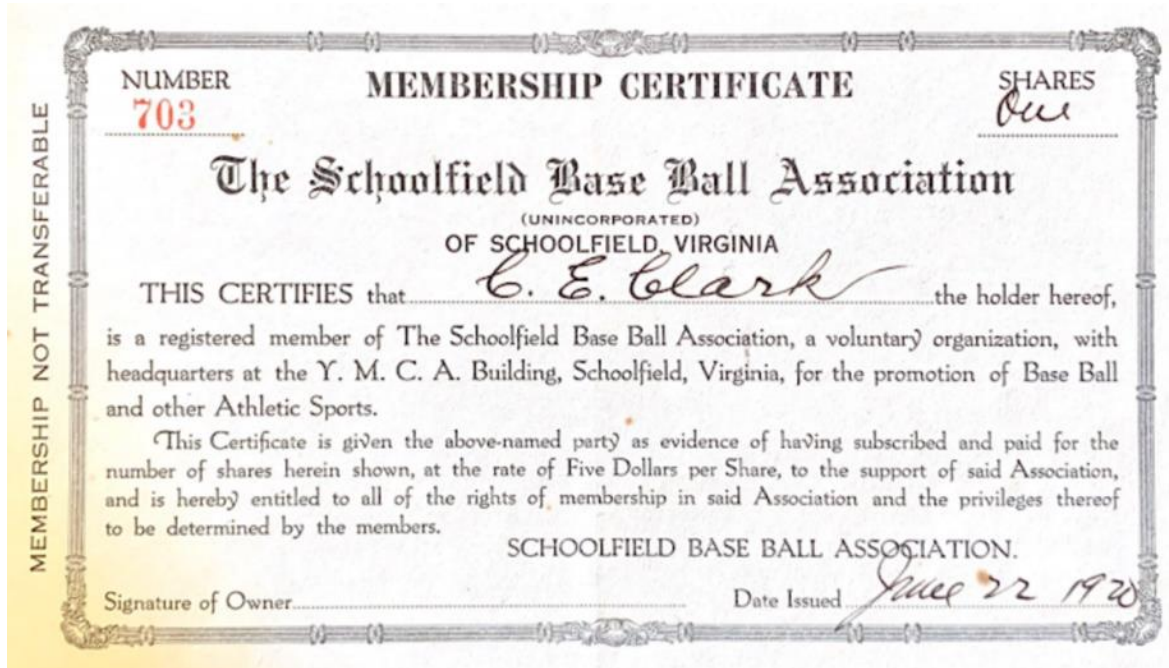 NUMBER
703
MEMBERSHIP CERTIFICATE
SHARES
One
The Schoolfield Base Ball Association
(UNINCORPORATED)
OF SCHOOLFIELD, VIRGINIA
THIS CERTIFIES that C. E. Clark the holder hereof,
is a registered member of The Schoolfield Base Ball Association, a voluntary organization, with
headquarters at the Y. M. C. A. Building, Schoolfield, Virginia, for the promotion of Base Ball
and other Athletic Sports.
This Certificate is given the above-named party as evidence of having subscribed and paid for the
number of shares herein shown, at the rate of Five Dollars per Share, to the support of said Association,
and is hereby entitled to all of the rights of membership in said Association and the privileges thereof
to be determined by the members.
SCHOOLFIELD BASE BALL ASSOCIATION.
Signature of Owner
Date Issued June 22 1920
MEMBERSHIP NOT TRANSFERABLE